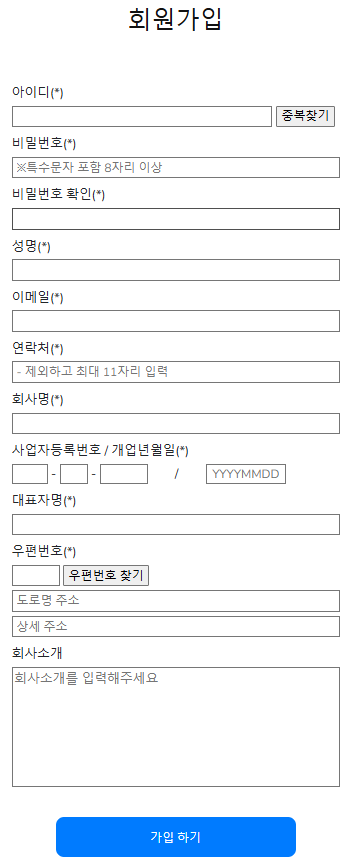 회원가입
아이디(*)
중복찾기
비밀번호(*)
※특수문자 포함 8자리 이상
비밀번호 확인(*)
성명(*)
이메일(*)
연락처(*)
- 제외하고 최대 11자리 입력
회사명(*)
사업자등록번호 / 개업년월일(*)
- - / YYYYMMDD
대표자명(*)
우편번호(*)
우편번호 찾기
도로명 주소
상세 주소
회사소개
회사소개를 입력해주세요
가입 하기